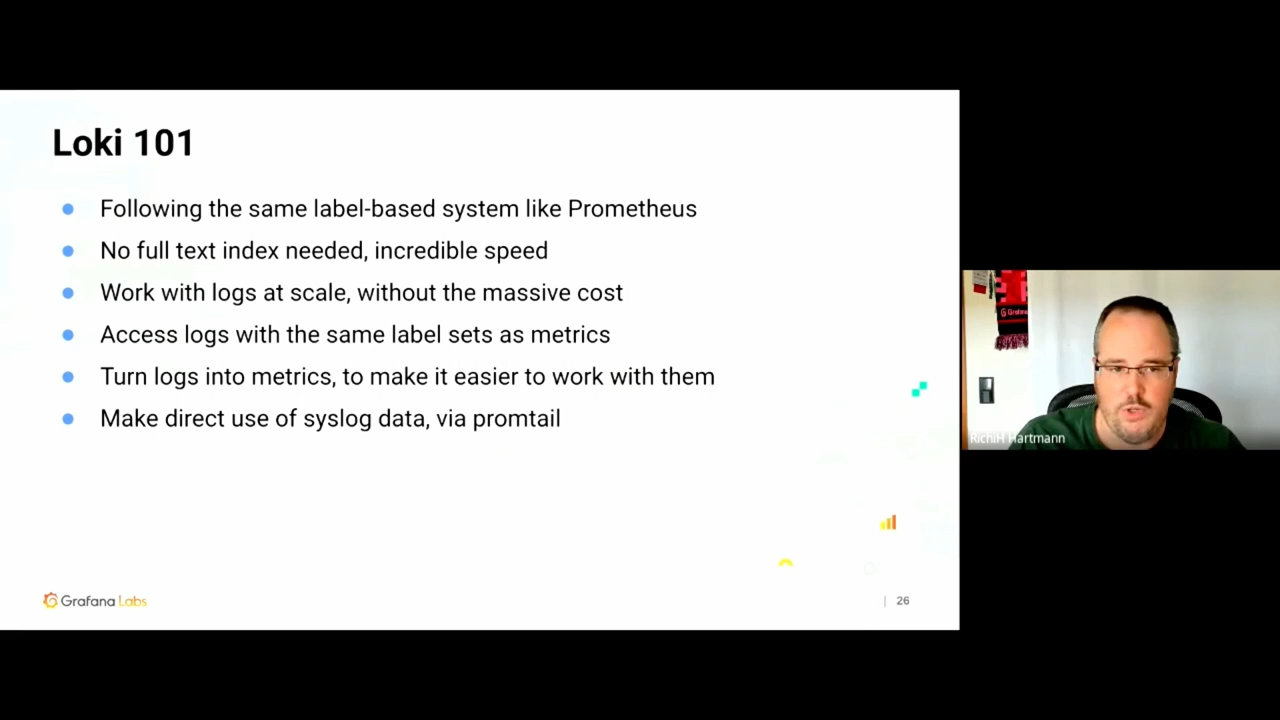 Loki 101
Following the same label-based system like Prometheus
No full text index needed, incredible speed
Work with logs at scale, without the massive cost
Access logs with the same label sets as metrics
Turn logs into metrics, to make it easier to work with them
Make direct use of syslog data, via promtail
Grafana Labs
| 26
Grafana
RichiH Hartmann